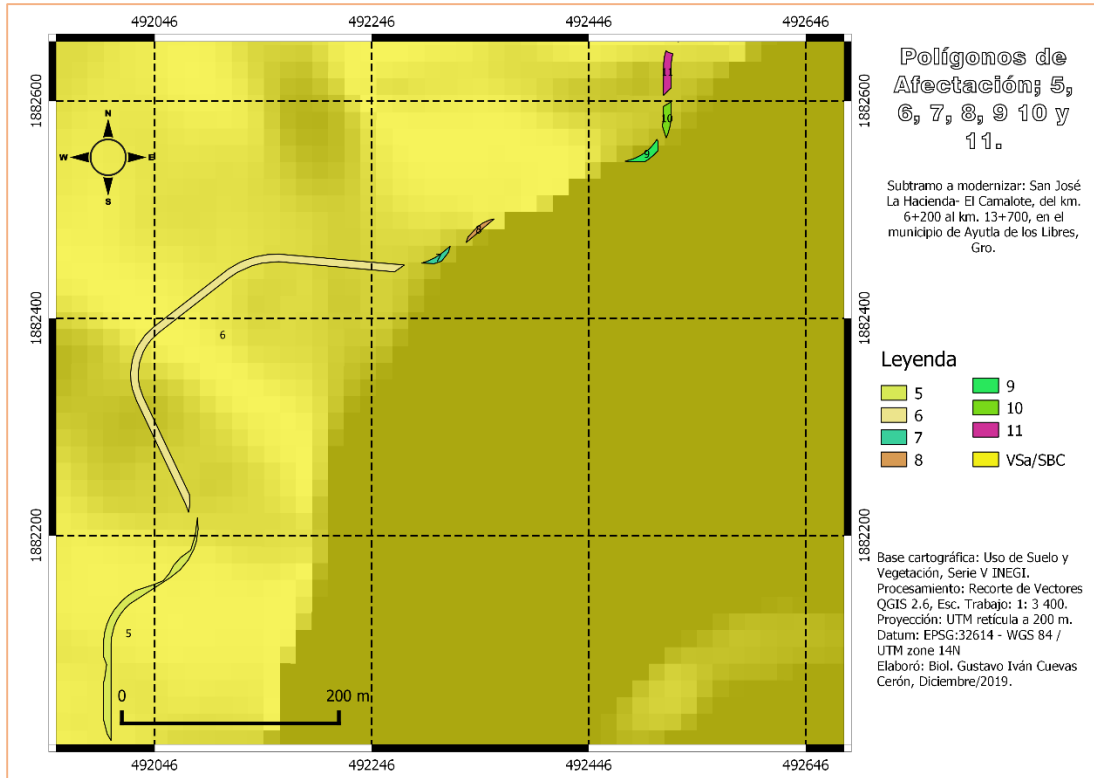 492046
492246
492446
492646
1882600
1882400
1882200
1882600
1882400
1882200
N
W
E
S
11
10
9
8
7
6
5
0
200 m
492046
492246
492446
492646
Polígonos de
Afectación; 5,
6, 7, 8, 9 10 y
11.
Subtramo a modernizar: San José
La Hacienda- El Camalote, del km.
6+200 al km. 13+700, en el
municipio de Ayutla de los Libres,
Gro.
Leyenda
5
6
7
8
9
10
11
VSa/SBC
Base cartográfica: Uso de Suelo y
Vegetación, Serie V INEGI.
Procesamiento: Recorte de Vectores
QGIS 2.6, Esc. Trabajo: 1: 3 400.
Proyección: UTM retícula a 200 m.
Datum: EPSG:32614 - WGS 84 /
UTM zone 14N
Elaboró: Biol. Gustavo Iván Cuevas
Cerón, Diciembre/2019.